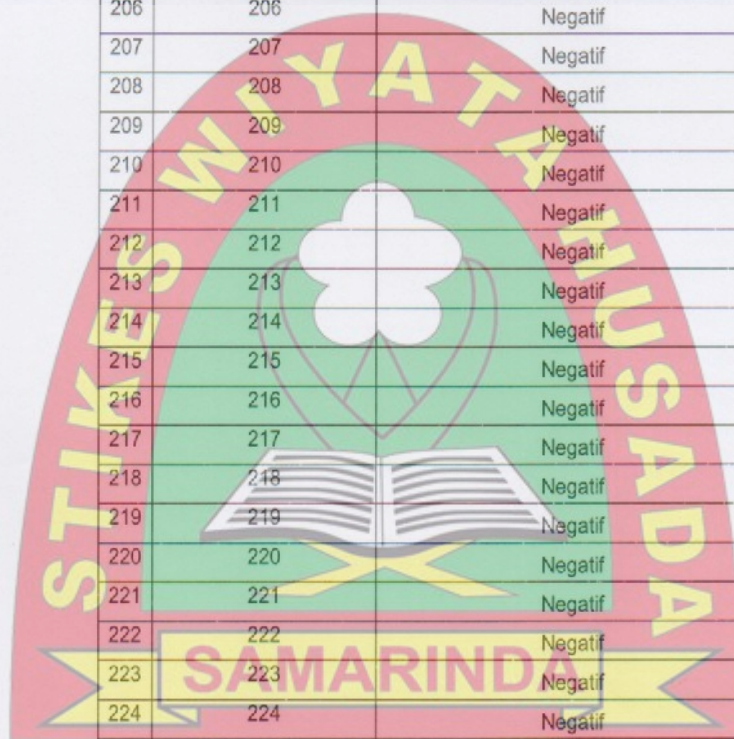 206 206 Negatif
207 207 Negatif
208 208 Negatif
209 209 Negatif
210 210 Negatif
211 211 Negatif
212 212 Negatif
213 213 Negatif
214 214 Negatif
215 215 Negatif
216 216 Negatif
217 217 Negatif
218 218 Negatif
219 219 Negatif
220 220 Negatif
221 221 Negatif
222 222 Negatif
223 223 Negatif
224 224 Negatif
STIKES WIYATA HUSADA
SAMARINDA